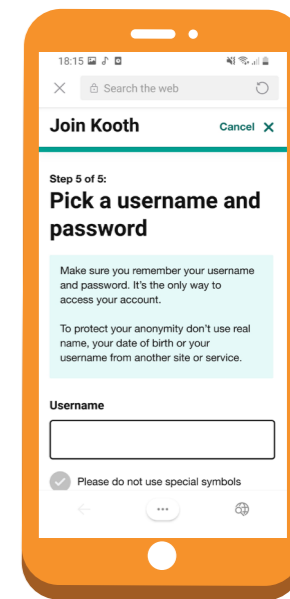 18:15
Search the web
Join Kooth
Cancel X
Step 5 of 5:
Pick a username and
password
Make sure you remember your username
and password. It's the only way to
access your account.
To protect your anonymity don't use real
name, your date of birth or your
username from another site or service.
Username
Please do not use special symbols